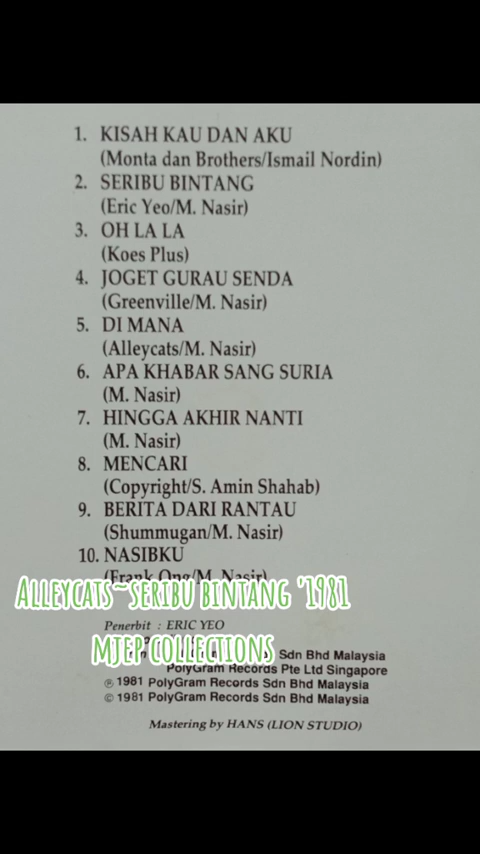 1. KISAH KAU DAN AKU
(Monta dan Brothers/Ismail Nordin)
2. SERIBU BINTANG
(Eric Yeo/M. Nasir)
3. OH LA LA
(Koes Plus)
4. JOGET GURAU SENDA
(Greenville/M. Nasir)
5. DI MANA
(Alleycats/M. Nasir)
6. APA KHABAR SANG SURIA
(M. Nasir)
7. HINGGA AKHIR NANTI
(M. Nasir)
8. MENCARI
(Copyright/S. Amin Shahab)
9. BERITA DARI RANTAU
(Shummugan/M. Nasir)
10. NASIBKU
(Frank Ong/M. Nasir)
ALLEYCATS~SERIBU BINTANG '1981
Penerbit : ERIC YEO
MJEP COLLECTIONS
Sdn Bhd Malaysia
PolyGram Records Pte Ltd Singapore
℗ 1981 PolyGram Records Sdn Bhd Malaysia
© 1981 PolyGram Records Sdn Bhd Malaysia
Mastering by HANS (LION STUDIO)